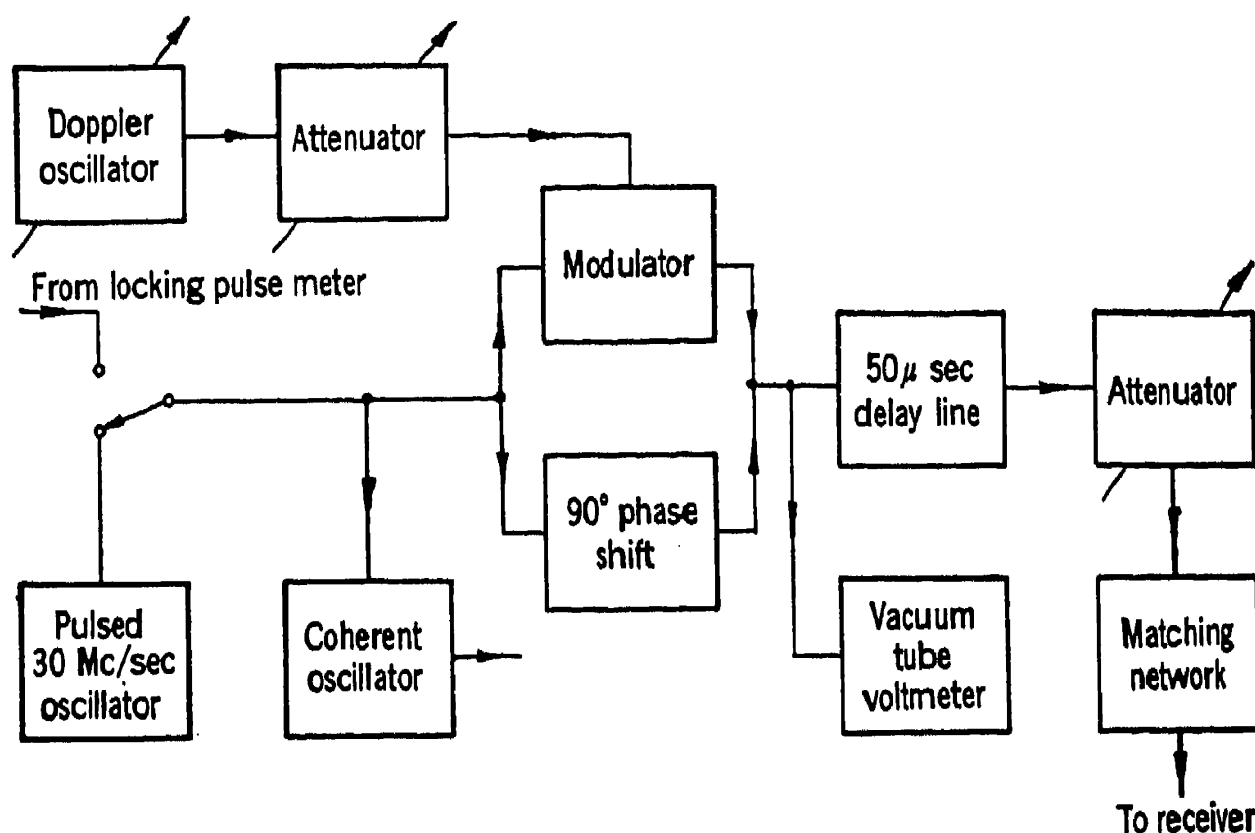 Doppler
oscillator
Attenuator
Modulator
From locking pulse meter
50μ sec
delay line
Attenuator
90° phase
shift
Pulsed
30 Mc/sec
oscillator
Coherent
oscillator
Vacuum
tube
voltmeter
Matching
network
To receiver